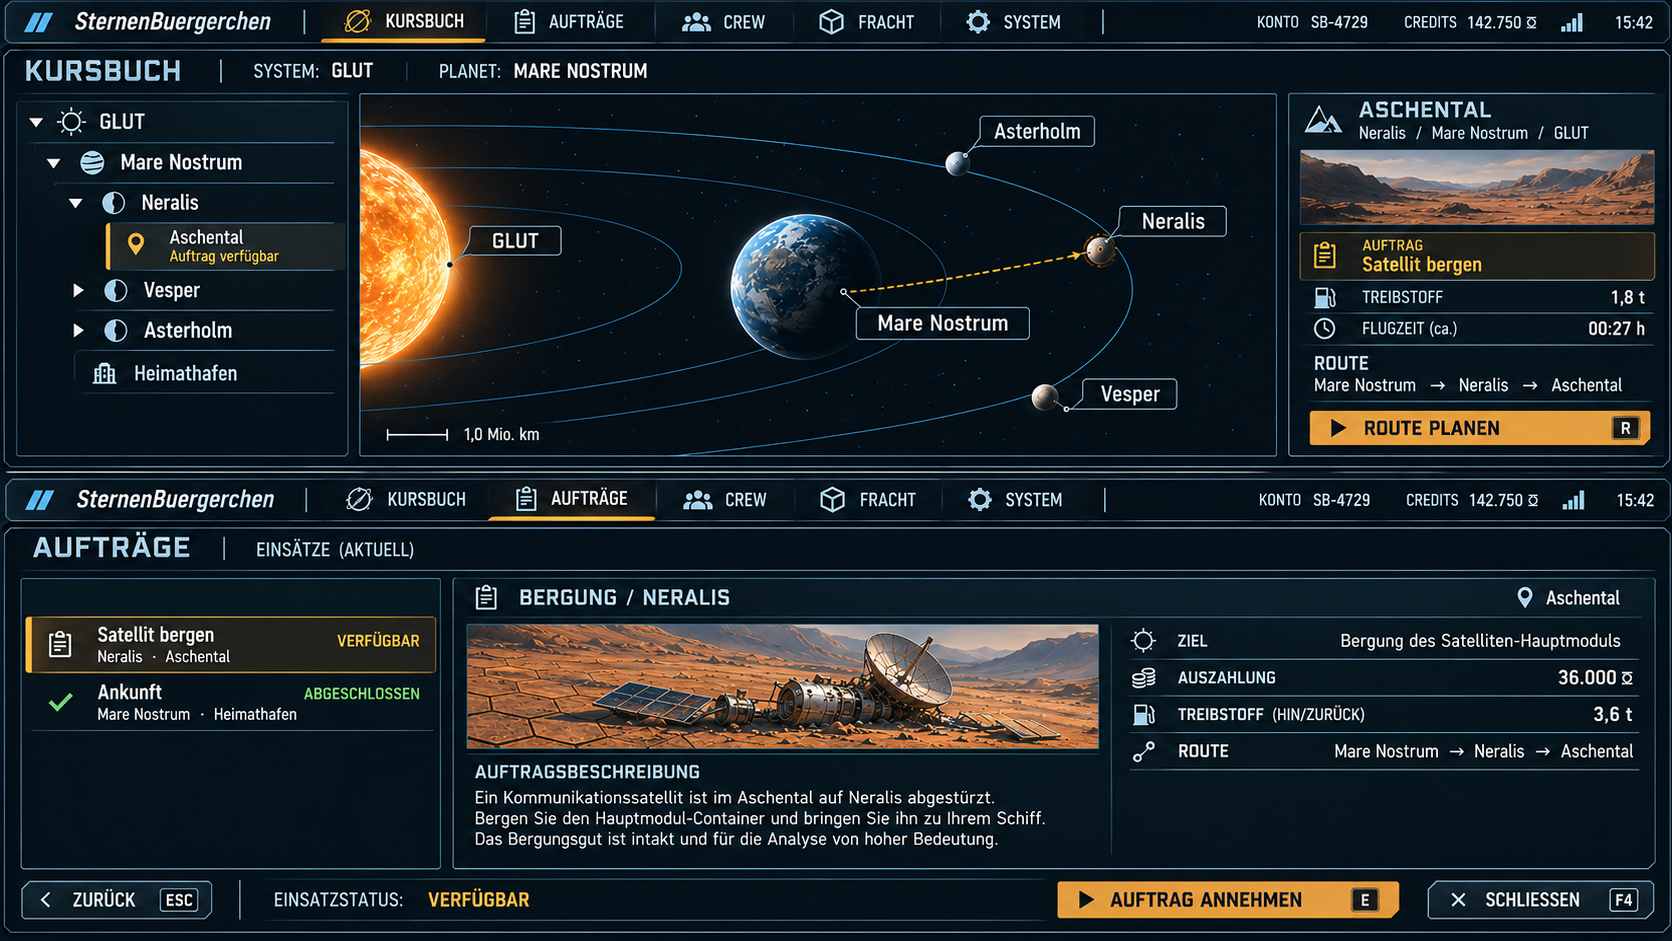 SternenBuergerchen
KURSBUCH
AUFTRÄGE
CREW
FRACHT
SYSTEM
KONTO SB-4729
CREDITS 142.750 ¤
15:42
KURSBUCH
SYSTEM: GLUT
PLANET: MARE NOSTRUM
GLUT
Mare Nostrum
Neralis
Aschental
Auftrag verfügbar
Vesper
Asterholm
Heimathafen
Asterholm
Neralis
GLUT
Mare Nostrum
Vesper
1,0 Mio. km
ASCHENTAL
Neralis / Mare Nostrum / GLUT
AUFTRAG
Satellit bergen
TREIBSTOFF 1,8 t
FLUGZEIT (ca.) 00:27 h
ROUTE
Mare Nostrum → Neralis → Aschental
ROUTE PLANEN R
SternenBuergerchen
KURSBUCH
AUFTRÄGE
CREW
FRACHT
SYSTEM
KONTO SB-4729
CREDITS 142.750 ¤
15:42
AUFTRÄGE
EINSÄTZE (AKTUELL)
Satellit bergen VERFÜGBAR
Neralis · Aschental
Ankunft ABGESCHLOSSEN
Mare Nostrum · Heimathafen
BERGUNG / NERALIS
Aschental
ZIEL Bergung des Satelliten-Hauptmoduls
AUSZAHLUNG 36.000 ¤
TREIBSTOFF (HIN/ZURÜCK) 3,6 t
ROUTE Mare Nostrum → Neralis → Aschental
AUFTRAGSBESCHREIBUNG
Ein Kommunikationssatellit ist im Aschental auf Neralis abgestürzt.
Bergen Sie den Hauptmodul-Container und bringen Sie ihn zu Ihrem Schiff.
Das Bergungsgut ist intakt und für die Analyse von hoher Bedeutung.
ZURÜCK ESC
EINSATZSTATUS: VERFÜGBAR
AUFTRAG ANNEHMEN E
SCHLIESSEN F4